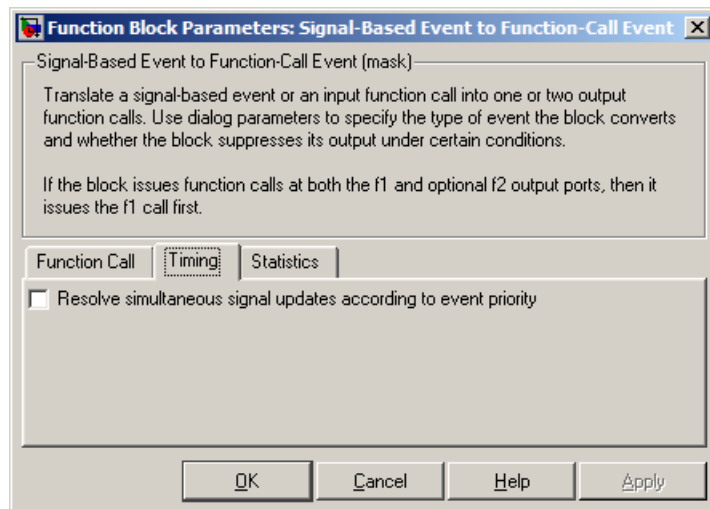 Function Block Parameters: Signal-Based Event to Function-Call Event
Signal-Based Event to Function-Call Event (mask)
Translate a signal-based event or an input function call into one or two output
function calls. Use dialog parameters to specify the type of event the block converts
and whether the block suppresses its output under certain conditions.
If the block issues function calls at both the f1 and optional f2 output ports, then it
issues the f1 call first.
Function Call Timing Statistics
Resolve simultaneous signal updates according to event priority
OK Cancel Help Apply